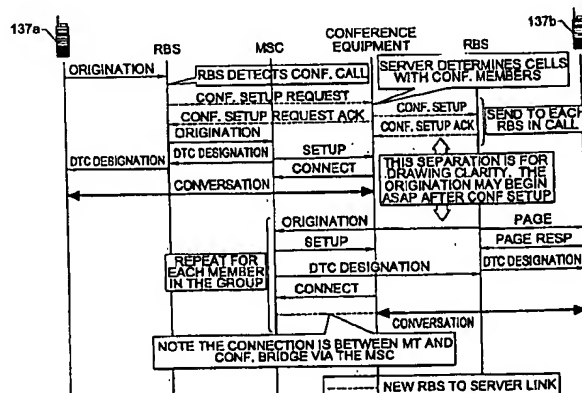 137a
137b
RBS
MSC
CONFERENCE
EQUIPMENT
RBS
ORIGINATION
RBS DETECTS CONF. CALL
SERVER DETERMINES CELLS
WITH CONF. MEMBERS
CONF. SETUP REQUEST
CONF. SETUP
CONF. SETUP REQUEST ACK
SEND TO EACH
RBS IN CALL
ORIGINATION
CONF. SETUP ACK
DTC DESIGNATION
DTC DESIGNATION
SETUP
CONNECT
THIS SEPARATION IS FOR
DRAWING CLARITY. THE
ORIGINATION MAY BEGIN
ASAP AFTER CONF SETUP
CONVERSATION
ORIGINATION
PAGE
SETUP
PAGE RESP
REPEAT FOR
EACH MEMBER
IN THE GROUP
DTC DESIGNATION
DTC DESIGNATION
CONNECT
CONVERSATION
NOTE THE CONNECTION IS BETWEEN MT AND
CONF. BRIDGE VIA THE MSC
NEW RBS TO SERVER LINK